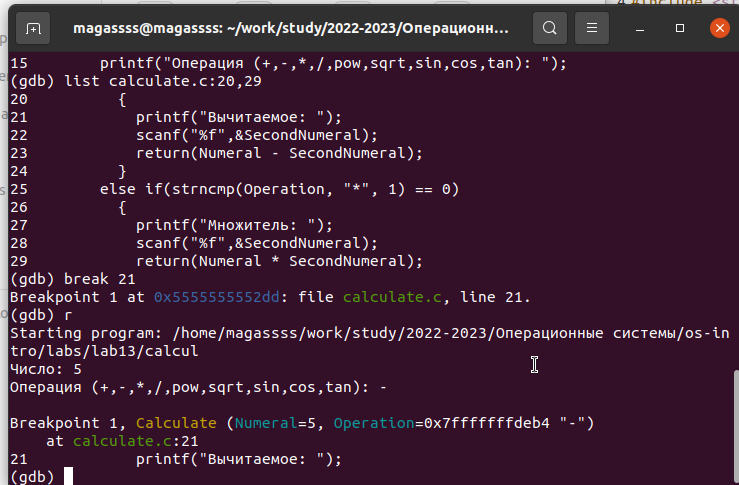 4 #include <s
magassss@magassss: ~/work/study/2022-2023/Операционн...
15        printf("Операция (+,-,*,/,pow,sqrt,sin,cos,tan): ");
(gdb) list calculate.c:20,29
20          {
21            printf("Вычитаемое: ");
22            scanf("%f",&SecondNumeral);
23            return(Numeral - SecondNumeral);
24          }
25        else if(strncmp(Operation, "*", 1) == 0)
26          {
27            printf("Множитель: ");
28            scanf("%f",&SecondNumeral);
29            return(Numeral * SecondNumeral);
(gdb) break 21
Breakpoint 1 at 0x5555555552dd: file calculate.c, line 21.
(gdb) r
Starting program: /home/magassss/work/study/2022-2023/Операционные системы/os-in
tro/labs/lab13/calcul
Число: 5
Операция (+,-,*,/,pow,sqrt,sin,cos,tan): -
Breakpoint 1, Calculate (Numeral=5, Operation=0x7fffffffdeb4 "-")
    at calculate.c:21
21            printf("Вычитаемое: ");
(gdb)